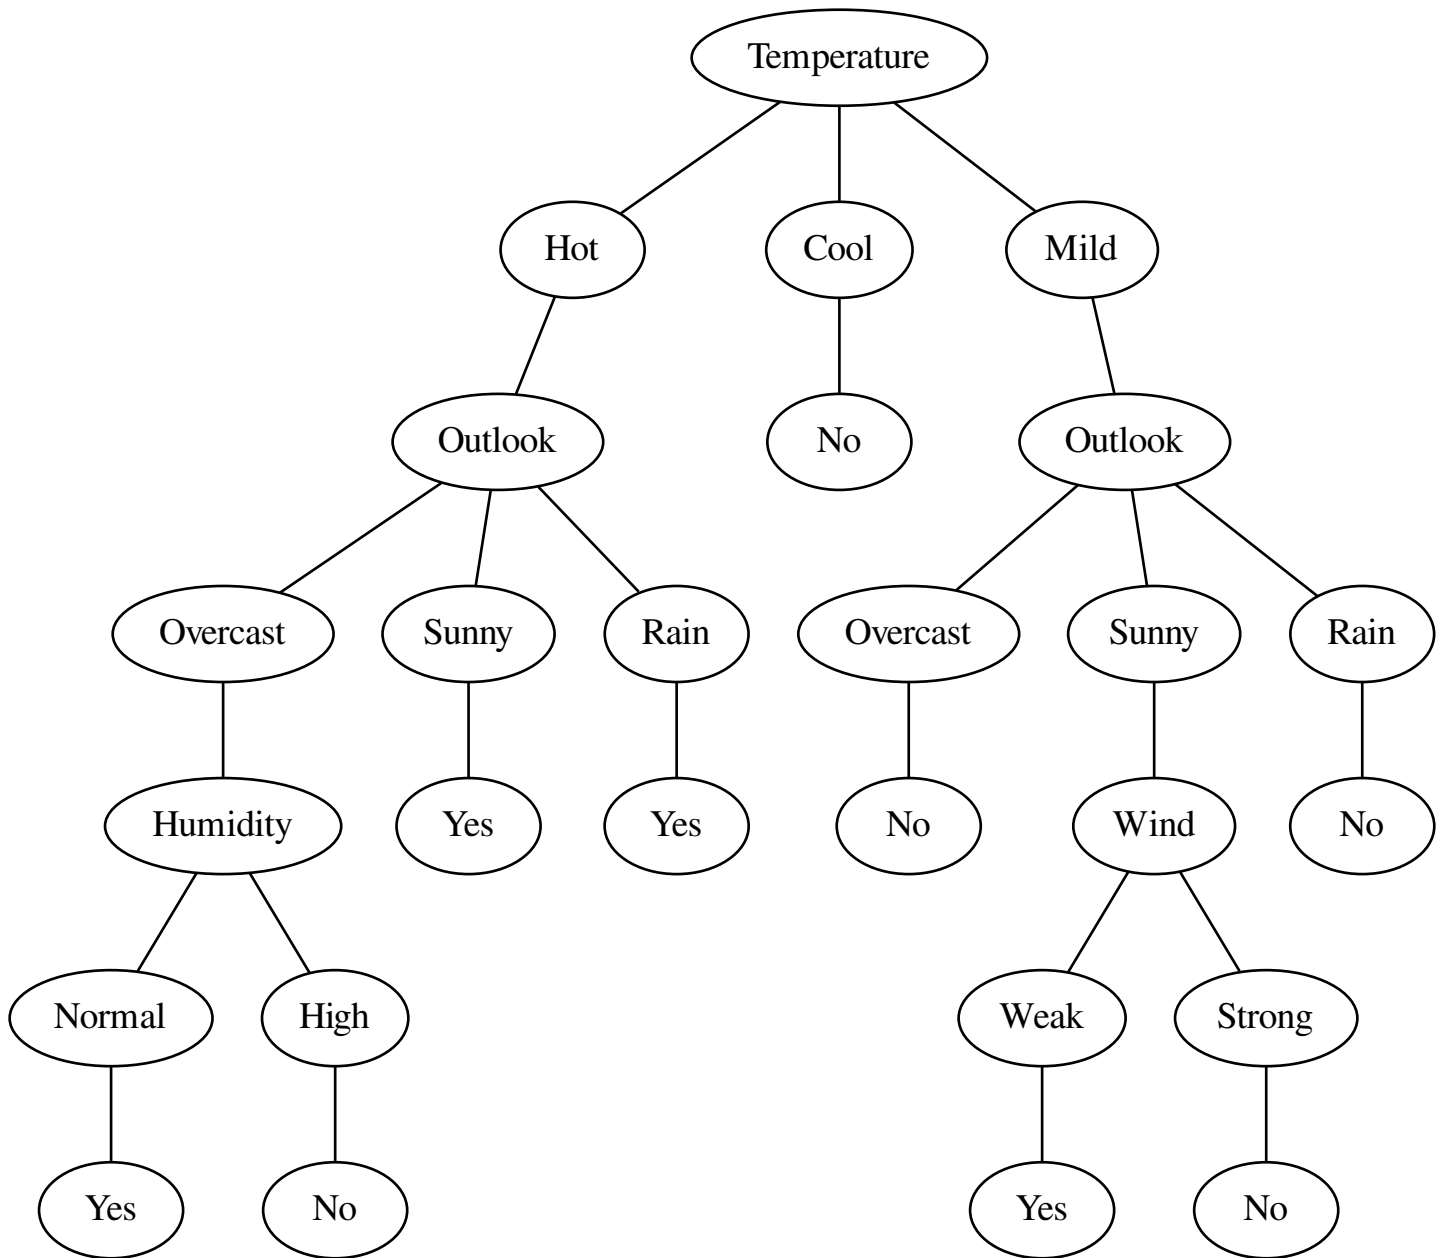 Temperature
Hot
Cool
Mild
Outlook
No
Outlook
Overcast
Sunny
Rain
Overcast
Sunny
Rain
Humidity
Yes
Yes
No
Wind
No
Normal
High
Weak
Strong
Yes
No
Yes
No